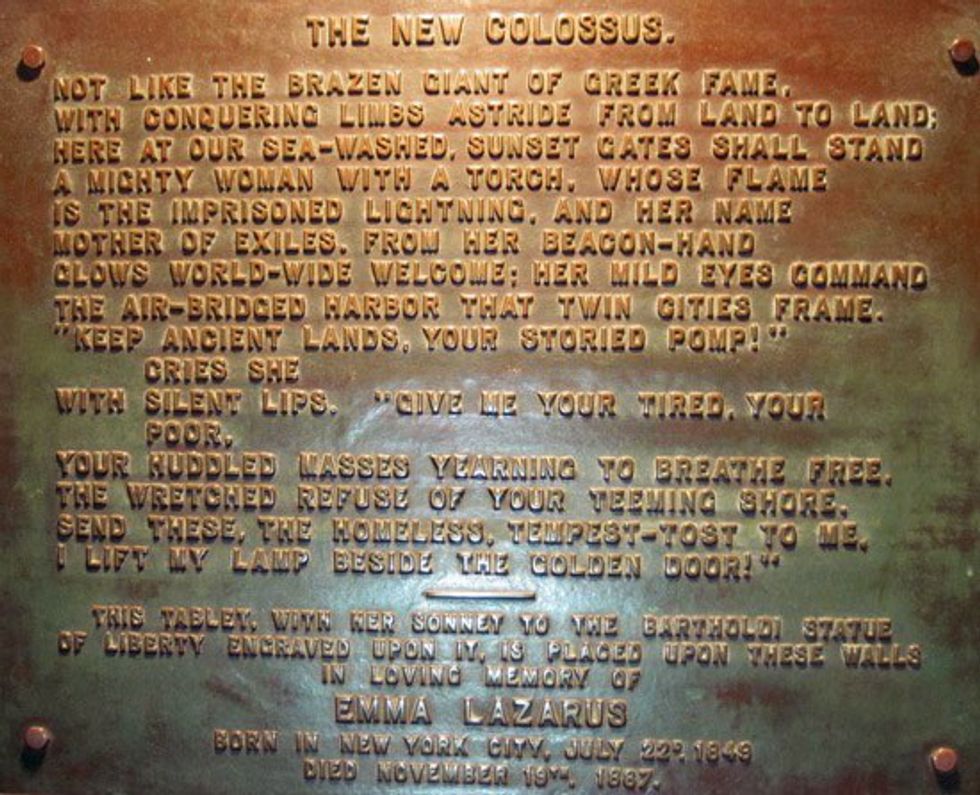 THE NEW COLOSSUS.
NOT LIKE THE BRAZEN GIANT OF GREEK FAME,
WITH CONQUERING LIMBS ASTRIDE FROM LAND TO LAND;
HERE AT OUR SEA-WASHED, SUNSET GATES SHALL STAND
A MIGHTY WOMAN WITH A TORCH, WHOSE FLAME
IS THE IMPRISONED LIGHTNING, AND HER NAME
MOTHER OF EXILES. FROM HER BEACON-HAND
GLOWS WORLD-WIDE WELCOME; HER MILD EYES COMMAND
THE AIR-BRIDGED HARBOR THAT TWIN CITIES FRAME.
"KEEP ANCIENT LANDS, YOUR STORIED POMP!"
CRIES SHE
WITH SILENT LIPS. "GIVE ME YOUR TIRED, YOUR
POOR,
YOUR HUDDLED MASSES YEARNING TO BREATHE FREE,
THE WRETCHED REFUSE OF YOUR TEEMING SHORE,
SEND THESE, THE HOMELESS, TEMPEST-TOST TO ME,
I LIFT MY LAMP BESIDE THE GOLDEN DOOR!"
THIS TABLET, WITH HER SONNET TO THE BARTHOLDI STATUE
OF LIBERTY ENGRAVED UPON IT, IS PLACED UPON THESE WALLS
IN LOVING MEMORY OF
EMMA LAZARUS
BORN IN NEW YORK CITY, JULY 22D, 1849
DIED NOVEMBER 19TH, 1887.